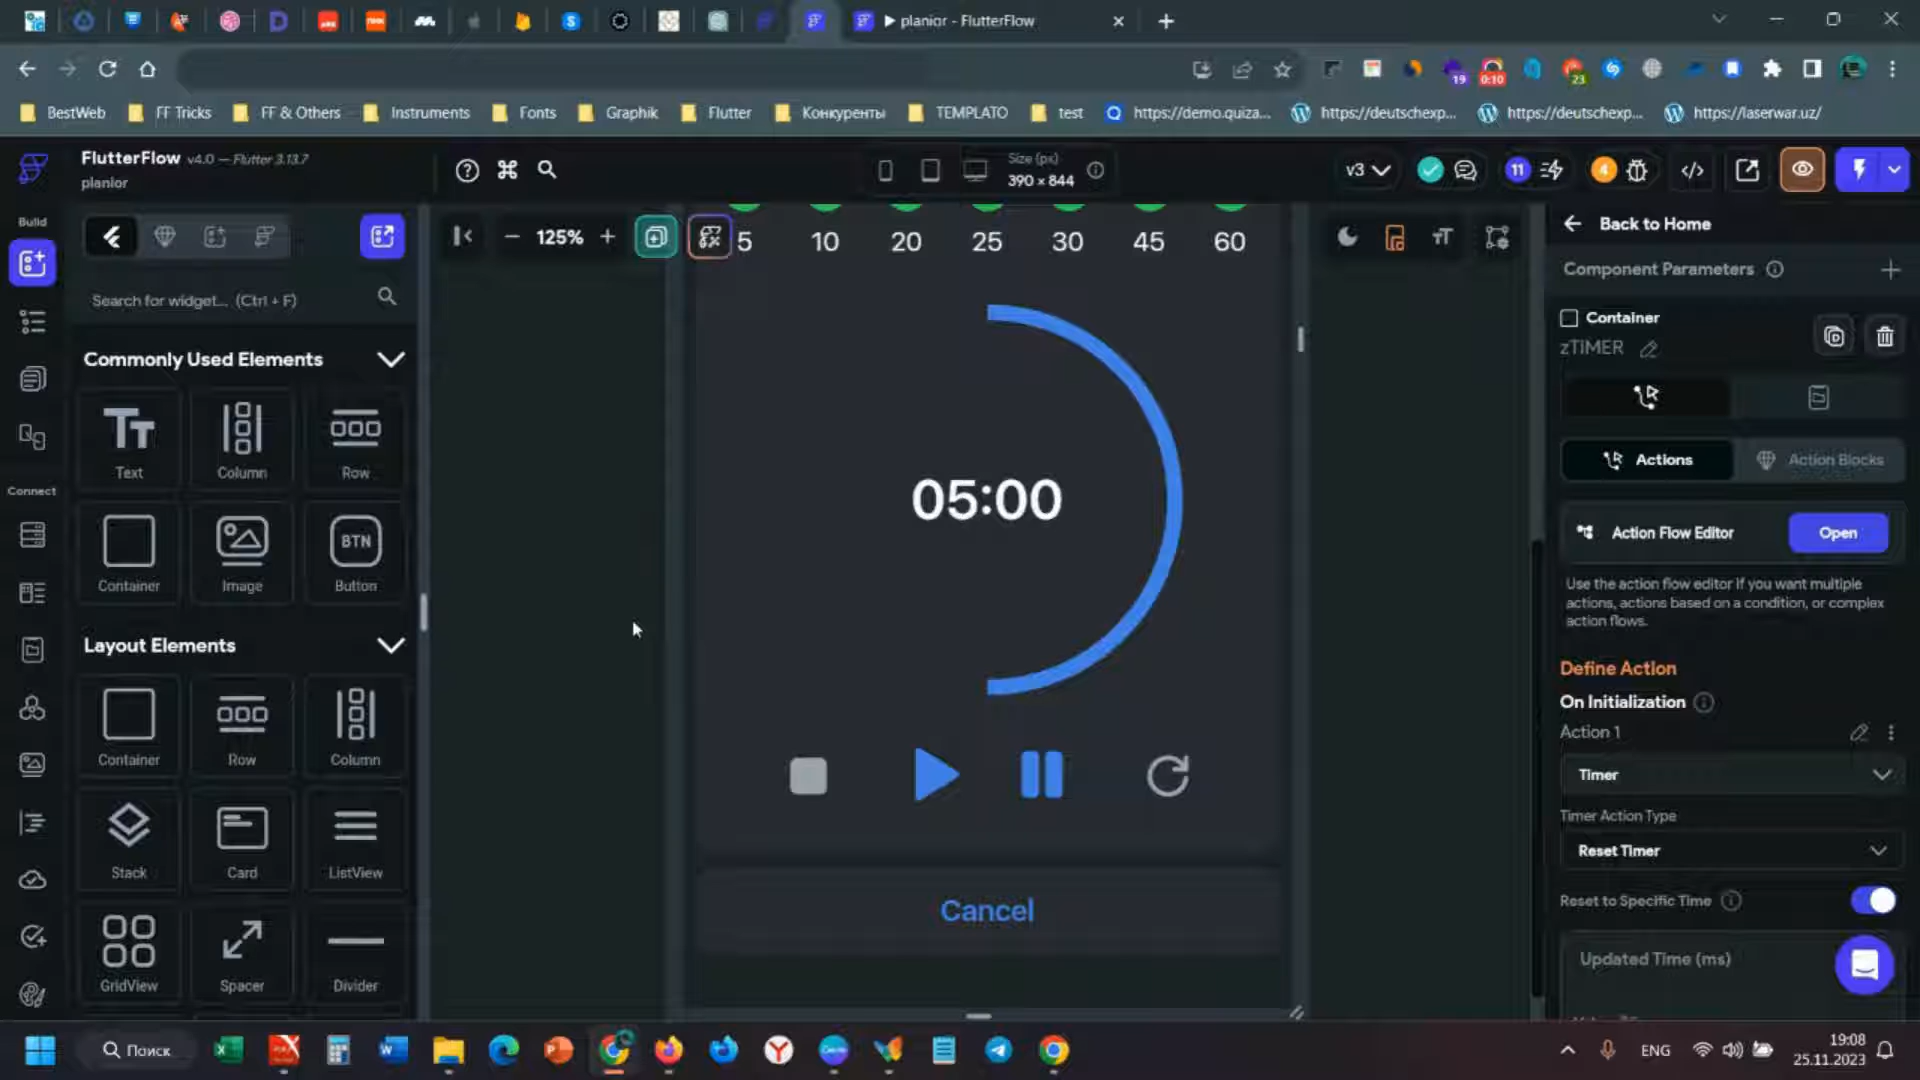 planior - FlutterFlow
19
0:10
23
BestWeb
FF Tricks
FF & Others
Instruments
Fonts
Graphik
Flutter
Конкуренты
TEMPLATO
test
https://demo.quiza...
https://deutschexp...
https://deutschexp...
https://laserwar.uz/
FlutterFlow v4.0 — Flutter 3.13.7
planior
Size (px)
390 × 844
v3
11
4
Build
125%
5
10
20
25
30
45
60
Back to Home
Component Parameters
Search for widget... (Ctrl + F)
Container
zTIMER
Commonly Used Elements
Text
Column
Row
Actions
Action Blocks
Connect
Container
Image
BTN
Button
05:00
Action Flow Editor
Open
Use the action flow editor if you want multiple
actions, actions based on a condition, or complex
action flows.
Layout Elements
Define Action
On Initialization
Action 1
Container
Row
Column
Timer
Timer Action Type
Reset Timer
Stack
Card
ListView
Cancel
Reset to Specific Time
Updated Time (ms)
GridView
Spacer
Divider
Поиск
ENG
19:08
25.11.2023